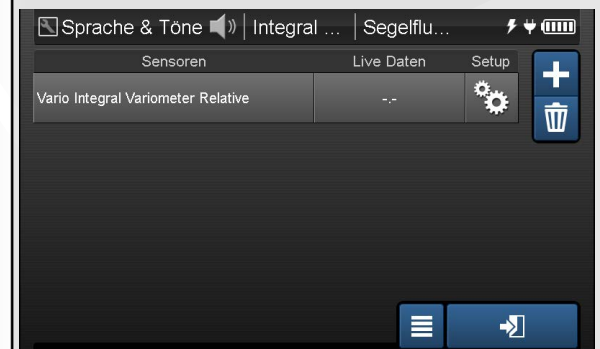 Sprache & Töne Integral ... Segelflu...
Sensoren Live Daten Setup
Vario Integral Variometer Relative -.-